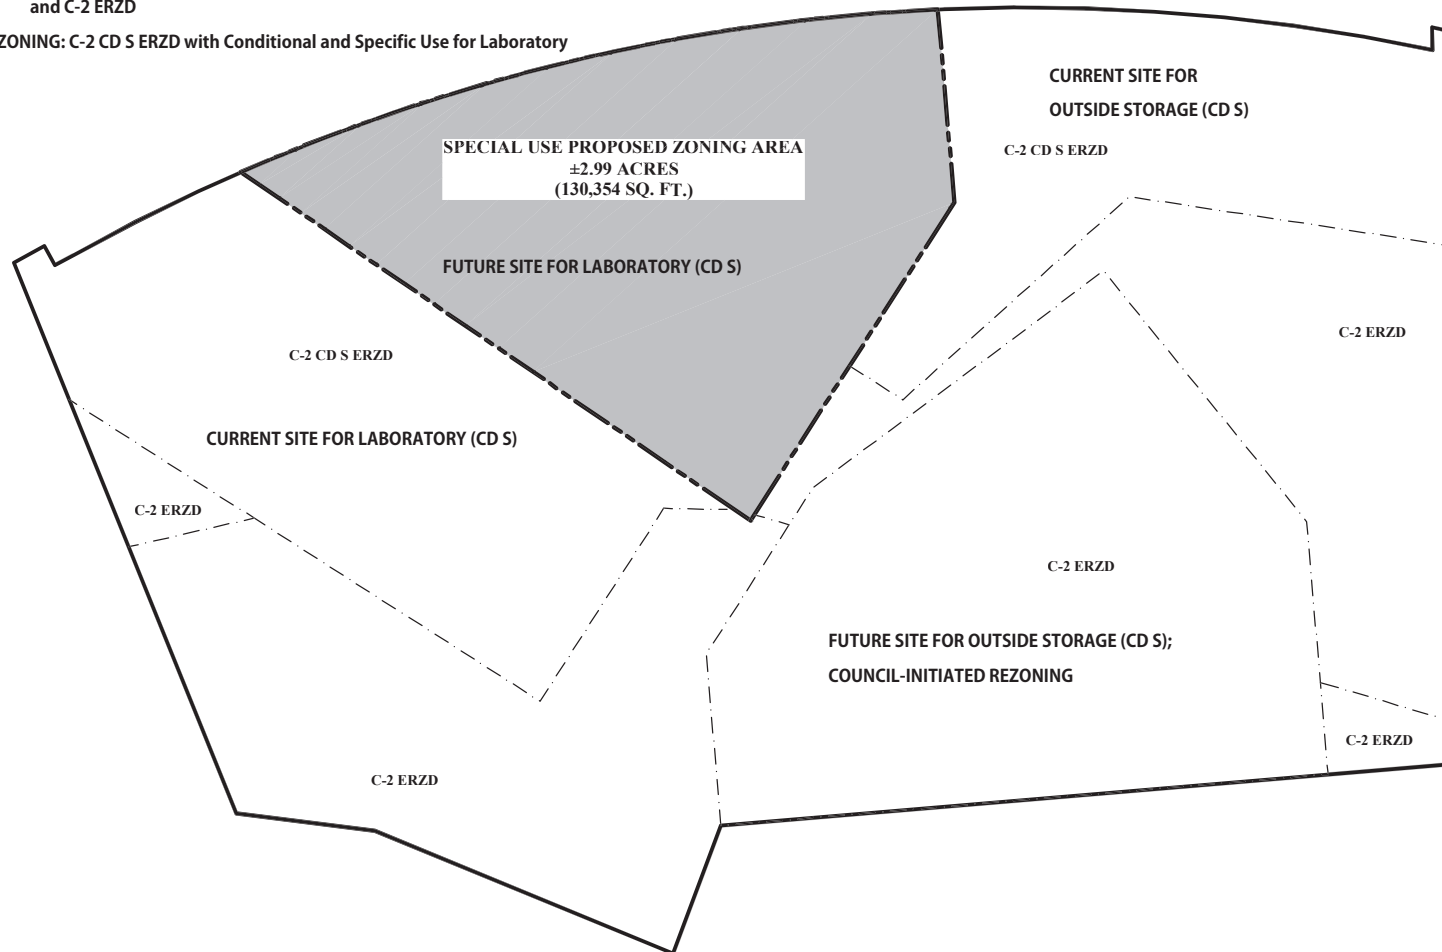 and C-2 ERZD
ZONING: C-2 CD S ERZD with Conditional and Specific Use for Laboratory
CURRENT SITE FOR
OUTSIDE STORAGE (CD S)
C-2 CD S ERZD
SPECIAL USE PROPOSED ZONING AREA
±2.99 ACRES
(130,354 SQ. FT.)
FUTURE SITE FOR LABORATORY (CD S)
C-2 ERZD
C-2 CD S ERZD
CURRENT SITE FOR LABORATORY (CD S)
C-2 ERZD
C-2 ERZD
FUTURE SITE FOR OUTSIDE STORAGE (CD S);
COUNCIL-INITIATED REZONING
C-2 ERZD
C-2 ERZD